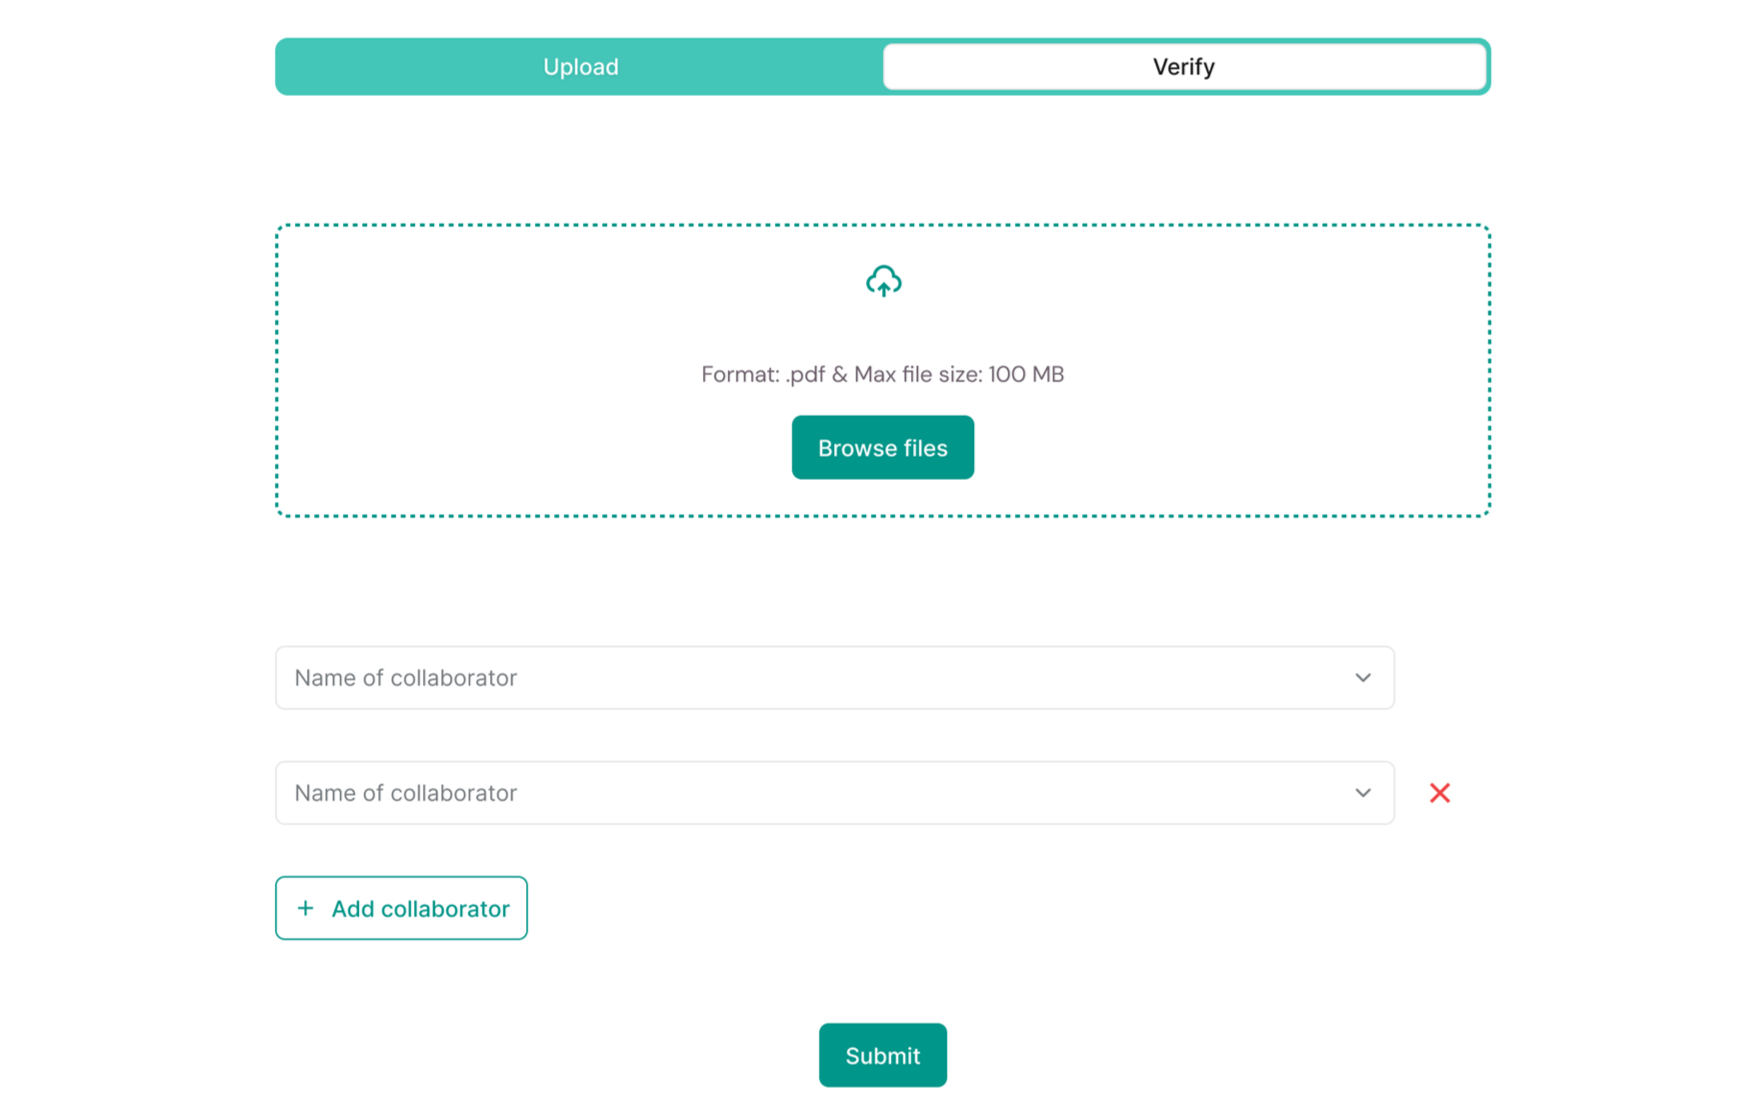 Upload
Verify
Format: .pdf & Max file size: 100 MB
Browse files
Name of collaborator
Name of collaborator
+ Add collaborator
Submit